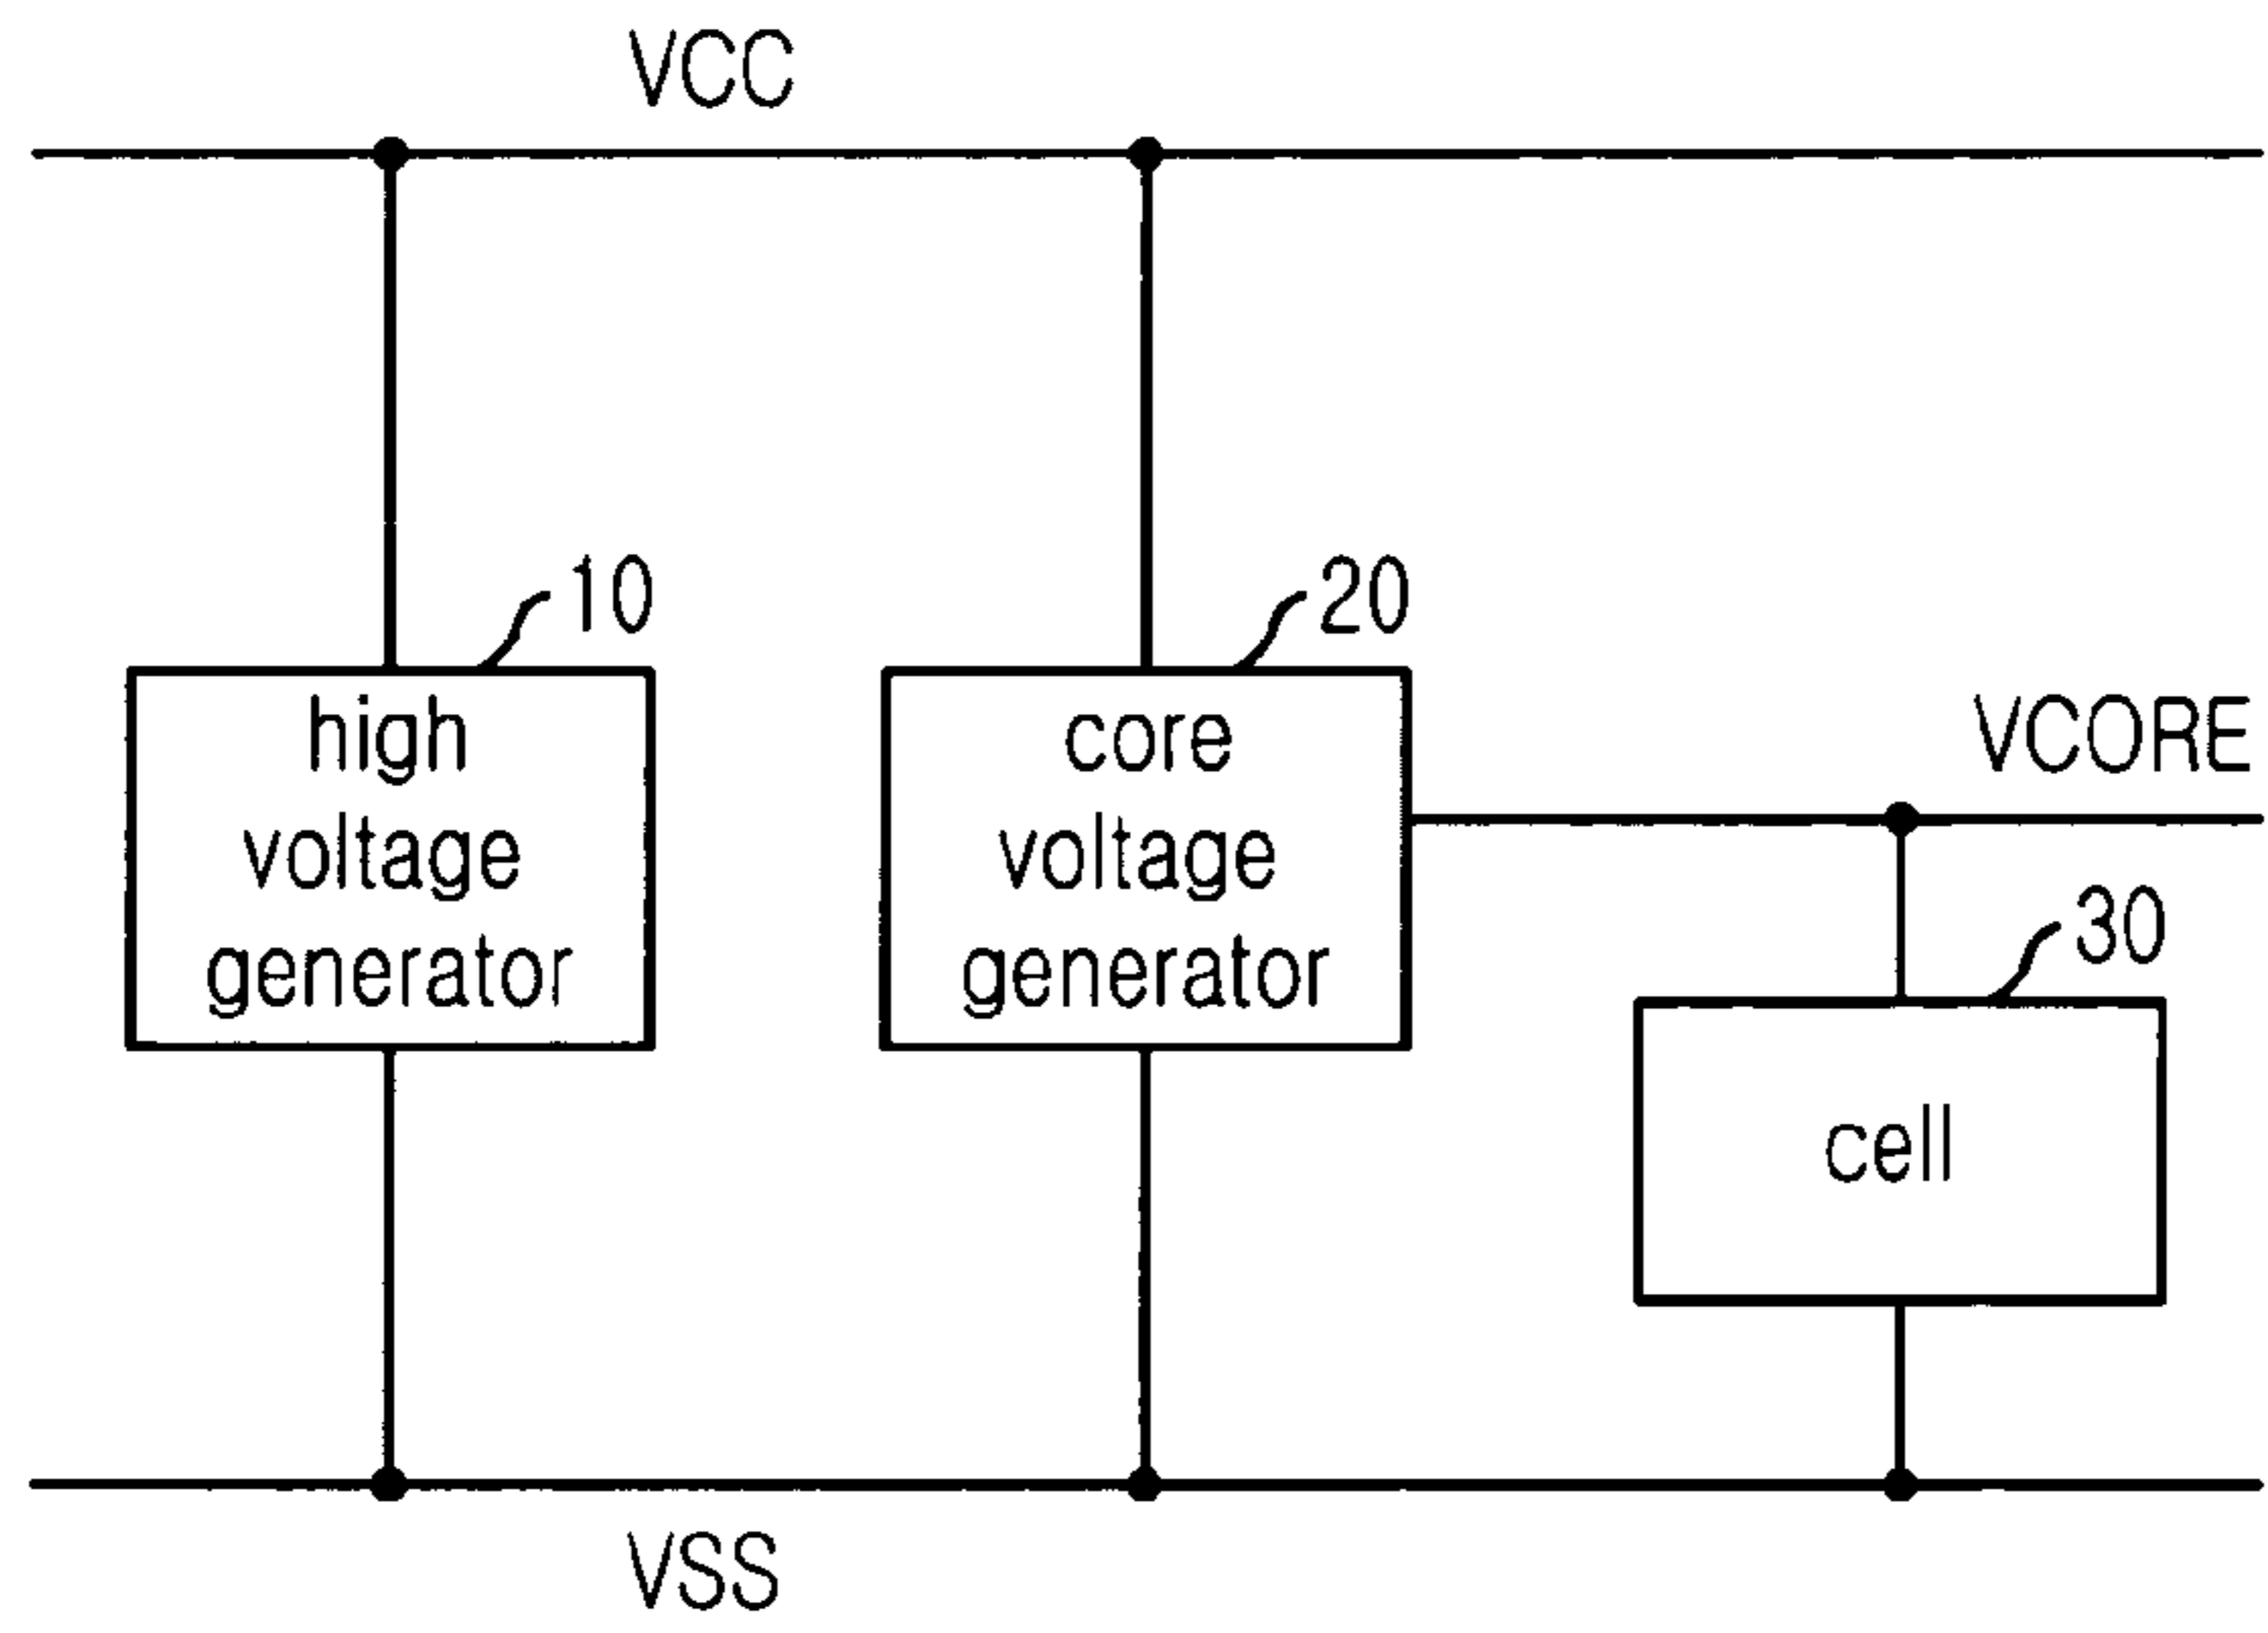 VCC
10
high
voltage
generator
20
core
voltage
generator
VCORE
30
cell
VSS